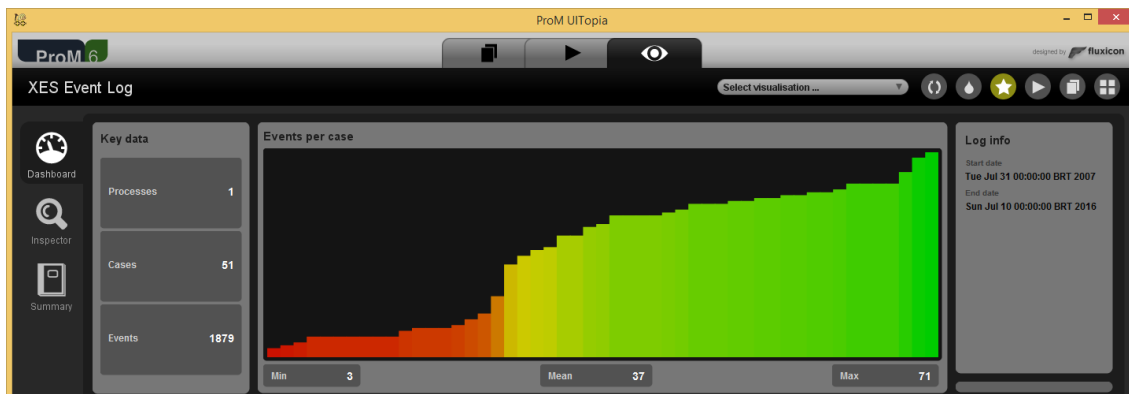 ProM UITopia
ProM 6
designed by fluxicon
XES Event Log
Select visualisation ...
Dashboard
Inspector
Summary
Key data
Processes 1
Cases 51
Events 1879
Events per case
Min 3
Mean 37
Max 71
Log info
Start date
Tue Jul 31 00:00:00 BRT 2007
End date
Sun Jul 10 00:00:00 BRT 2016